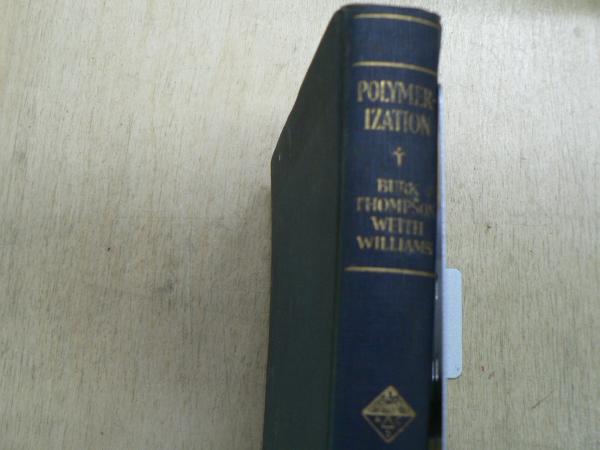 POLYMER-
IZATION
BURK
THOMPSON
WEITH
WILLIAMS